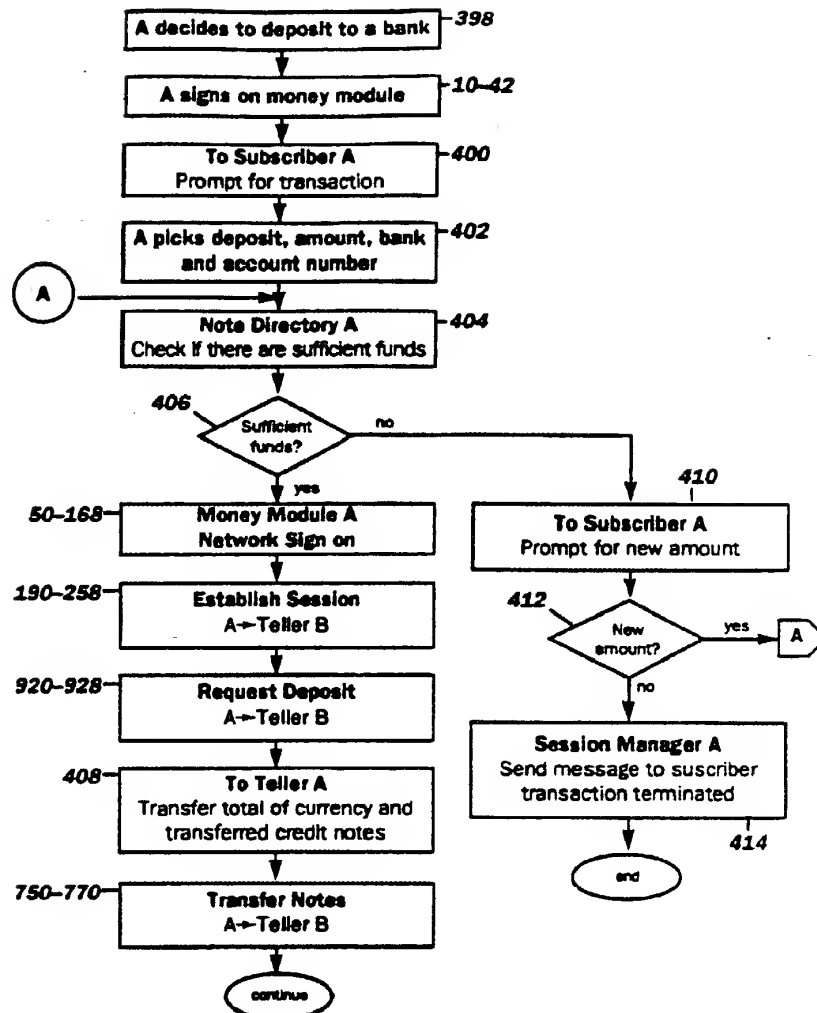 A decides to deposit to a bank
398
A signs on money module
10-42
To Subscriber A
Prompt for transaction
400
A picks deposit, amount, bank
and account number
402
A
Note Directory A
Check if there are sufficient funds
404
406
Sufficient
funds?
no
yes
50-168
Money Module A
Network Sign on
190-258
Establish Session
A→Teller B
920-928
Request Deposit
A→Teller B
408
To Teller A
Transfer total of currency and
transferred credit notes
750-770
Transfer Notes
A→Teller B
continue
410
To Subscriber A
Prompt for new amount
412
New
amount?
yes
A
no
Session Manager A
Send message to suscriber
transaction terminated
414
end